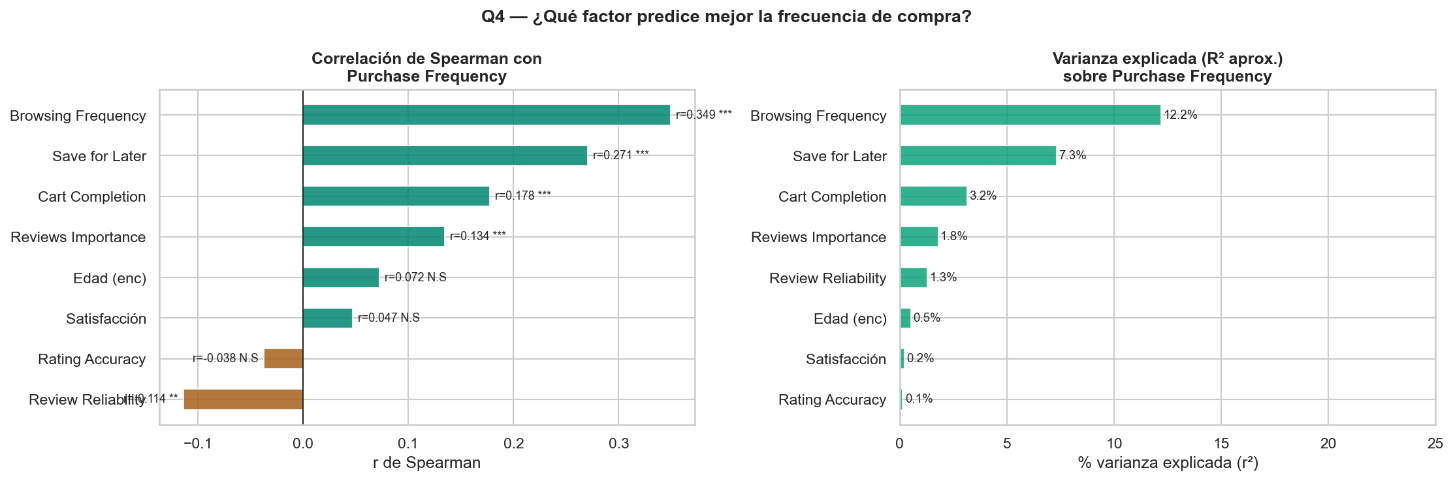 Q4 — ¿Qué factor predice mejor la frecuencia de compra?
Correlación de Spearman con
Purchase Frequency
Browsing Frequency
r=0.349 ***
Save for Later
r=0.271 ***
Cart Completion
r=0.178 ***
Reviews Importance
r=0.134 ***
Edad (enc)
r=0.072 N.S
Satisfacción
r=0.047 N.S
Rating Accuracy
r=-0.038 N.S
Review Reliability
r=-0.114 **
−0.1
0.0
0.1
0.2
0.3
r de Spearman
Varianza explicada (R² aprox.)
sobre Purchase Frequency
Browsing Frequency
12.2%
Save for Later
7.3%
Cart Completion
3.2%
Reviews Importance
1.8%
Review Reliability
1.3%
Edad (enc)
0.5%
Satisfacción
0.2%
Rating Accuracy
0.1%
0
5
10
15
20
25
% varianza explicada (r²)